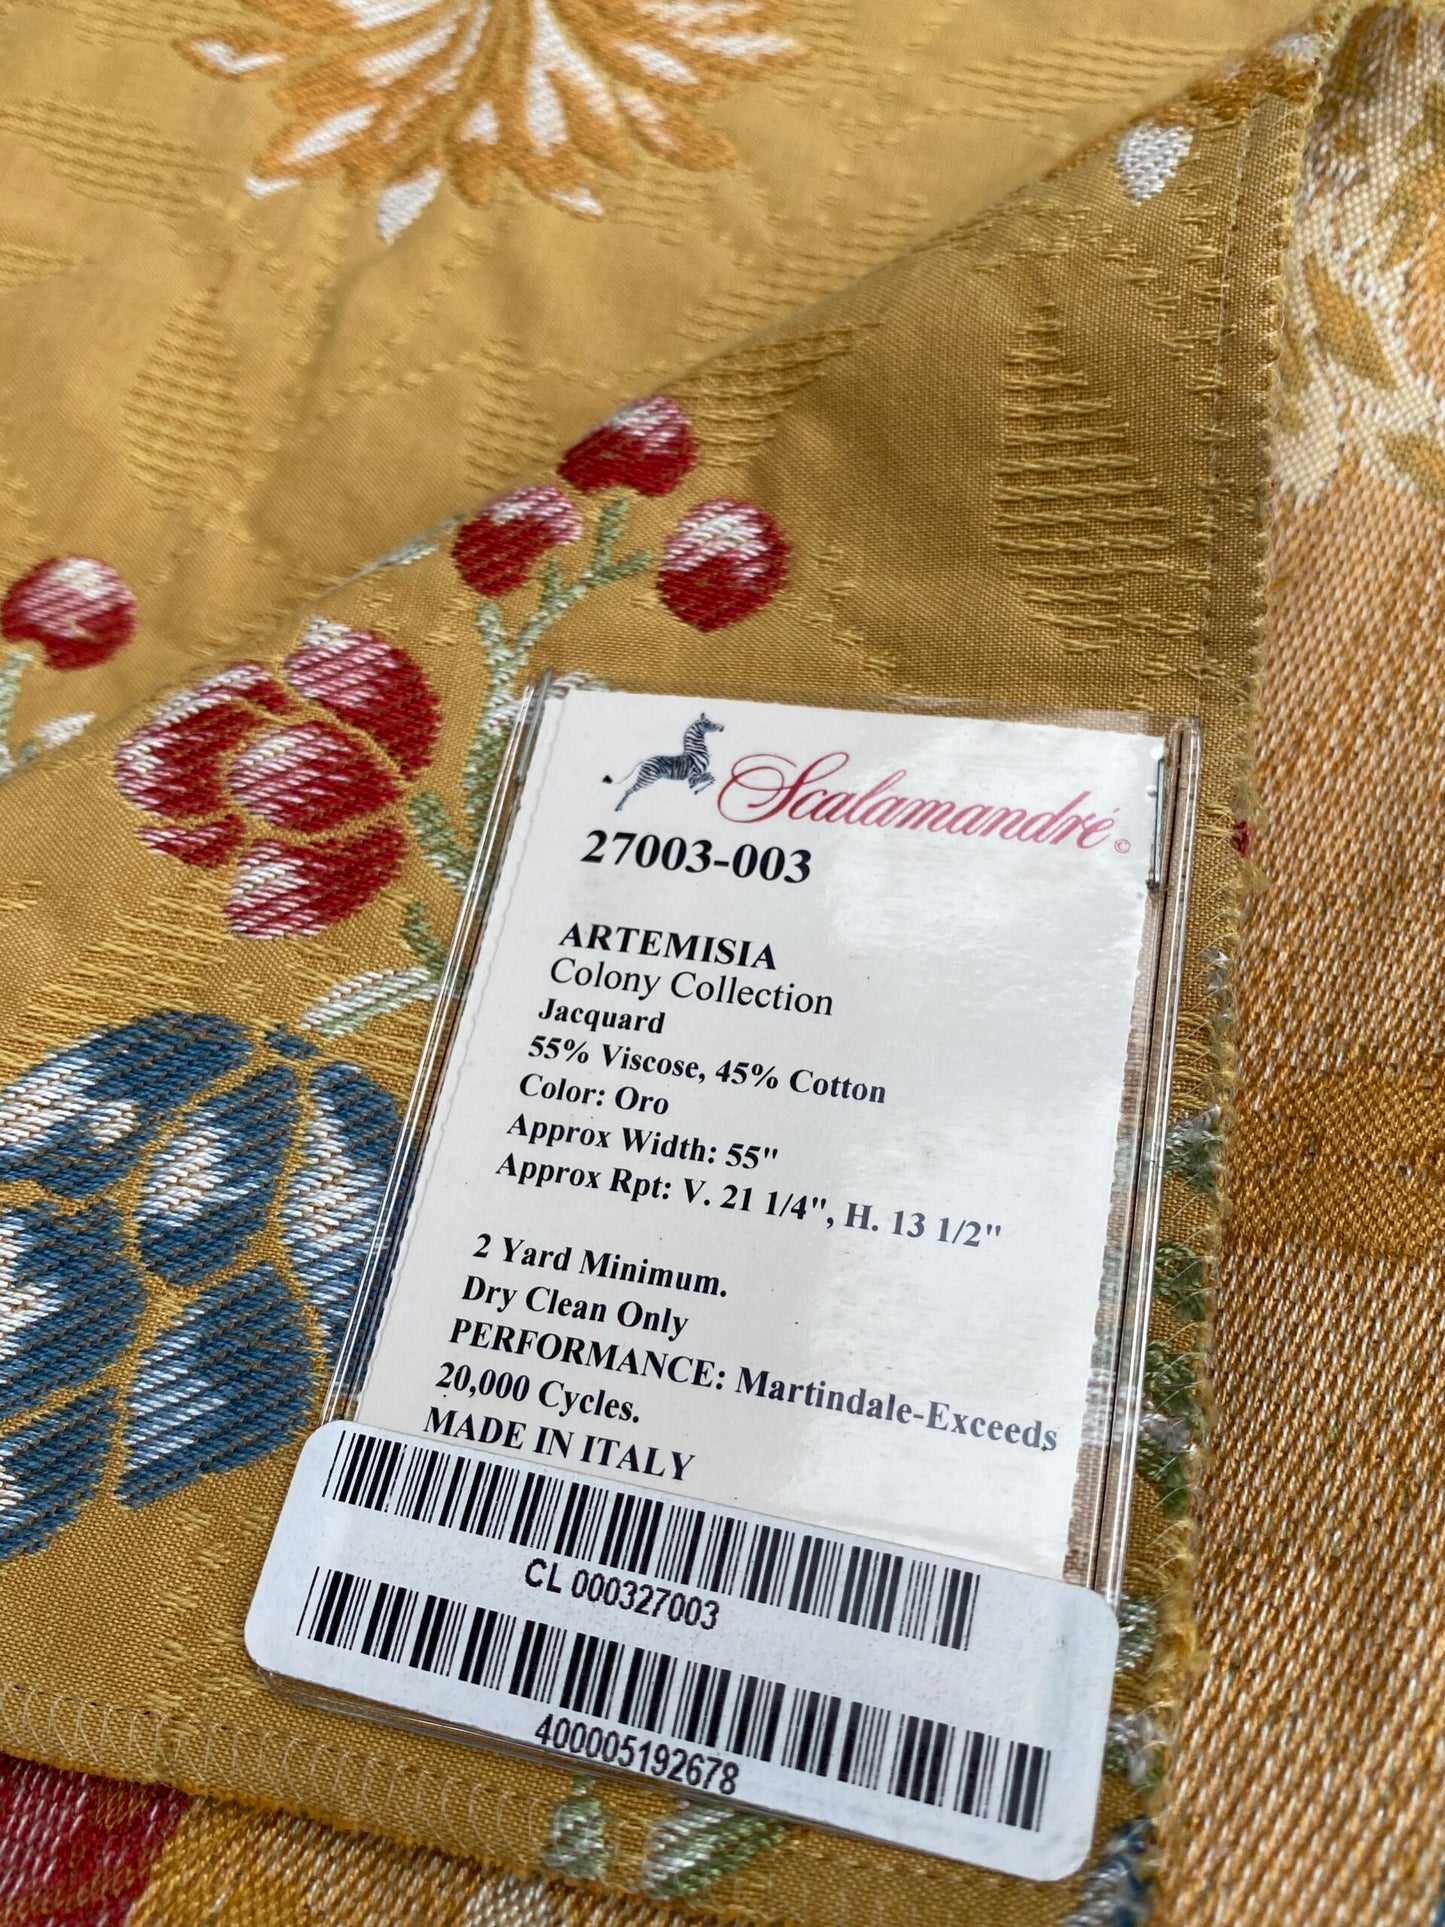 Scalamandré©
27003-003
ARTEMISIA
Colony Collection
Jacquard
55% Viscose, 45% Cotton
Color: Oro
Approx Width: 55"
Approx Rpt: V. 21 1/4", H. 13 1/2"
2 Yard Minimum.
Dry Clean Only
PERFORMANCE: Martindale-Exceeds
20,000 Cycles.
MADE IN ITALY
CL 000327003
400005192678